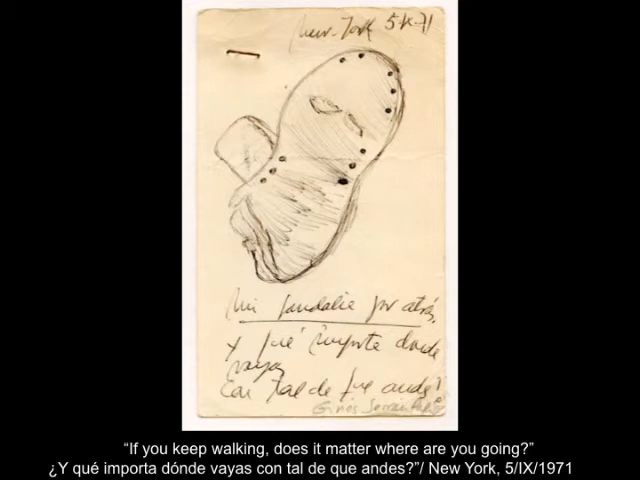 New-York 5-IX-71
Mi sandalia por atrás.
Y qué importa donde
vayas
Con tal de que andes?
Ginés Serran
“If you keep walking, does it matter where are you going?”
¿Y qué importa dónde vayas con tal de que andes?”/ New York, 5/IX/1971